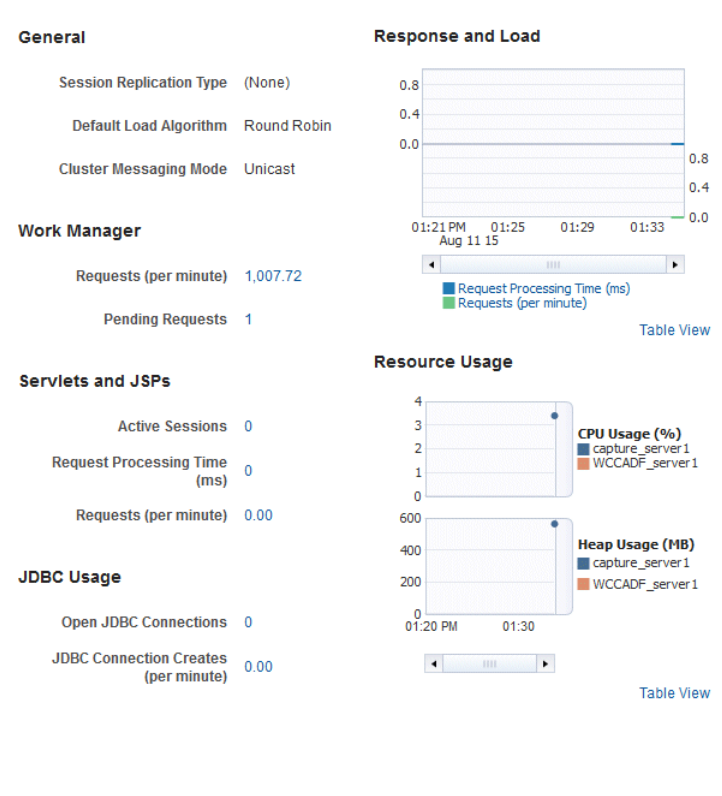 General
Session Replication Type (None)
Default Load Algorithm Round Robin
Cluster Messaging Mode Unicast
Work Manager
Requests (per minute) 1,007.72
Pending Requests 1
Servlets and JSPs
Active Sessions 0
Request Processing Time
(ms) 0
Requests (per minute) 0.00
JDBC Usage
Open JDBC Connections 0
JDBC Connection Creates
(per minute) 0.00
Response and Load
0.8
0.4
0.0
0.8
0.4
0.0
01:21 PM 01:25 01:29 01:33
Aug 11 15
Request Processing Time (ms)
Requests (per minute)
Table View
Resource Usage
4
3
2
1
0
CPU Usage (%)
capture_server1
WCCADF_server1
600
400
200
0
Heap Usage (MB)
capture_server1
WCCADF_server1
01:20 PM 01:30
Table View